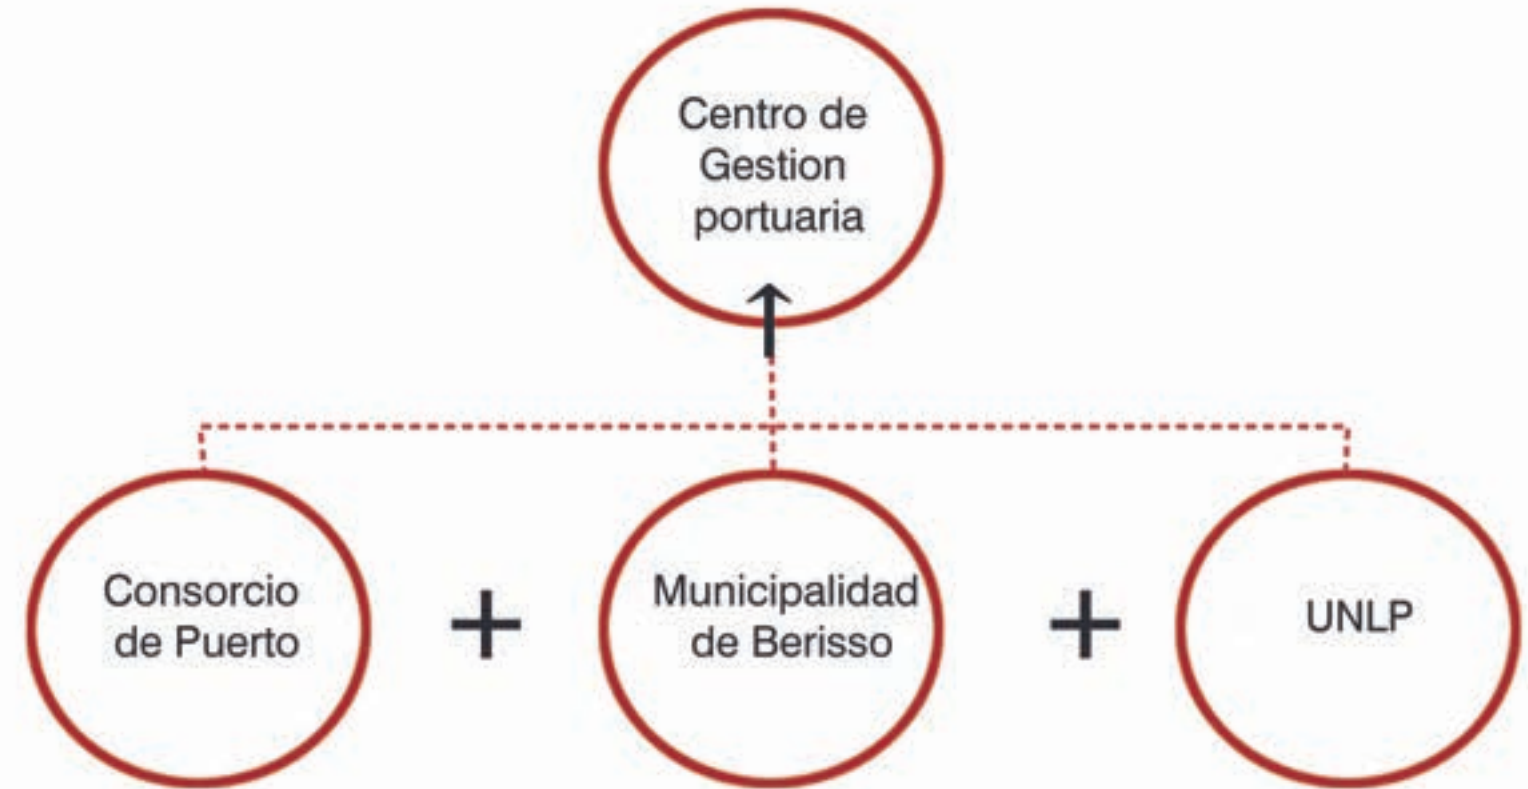 Centro de
Gestion
portuaria
Consorcio
de Puerto
+
Municipalidad
de Berisso
+
UNLP